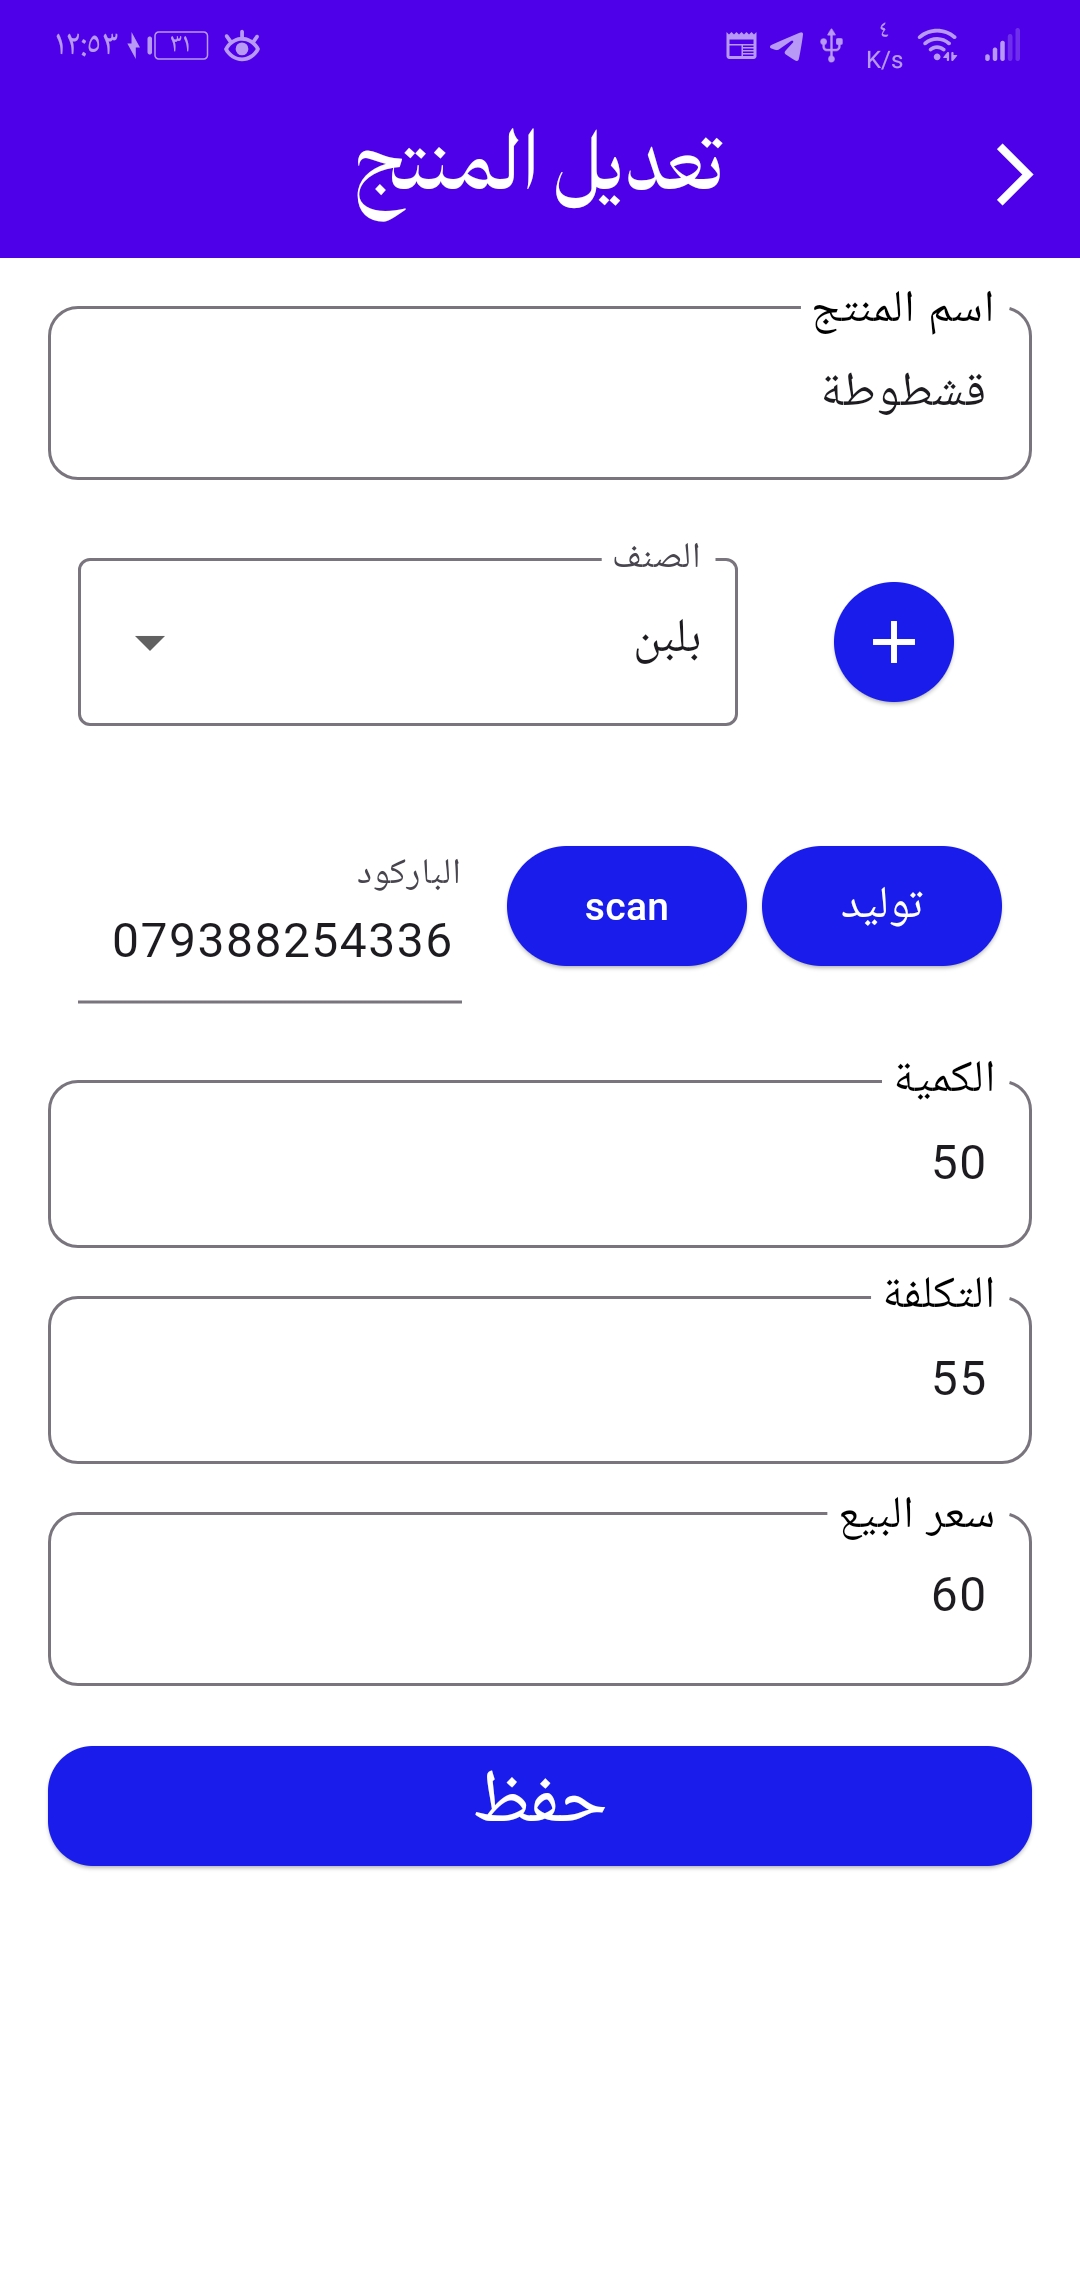 ١٢:٥٣ ٣١ ٤ K/s
تعديل المنتج
اسم المنتج
قشطوطة
الصنف
بلبن
الباركود
079388254336
scan
توليد
الكمية
50
التكلفة
55
سعر البيع
60
حفظ